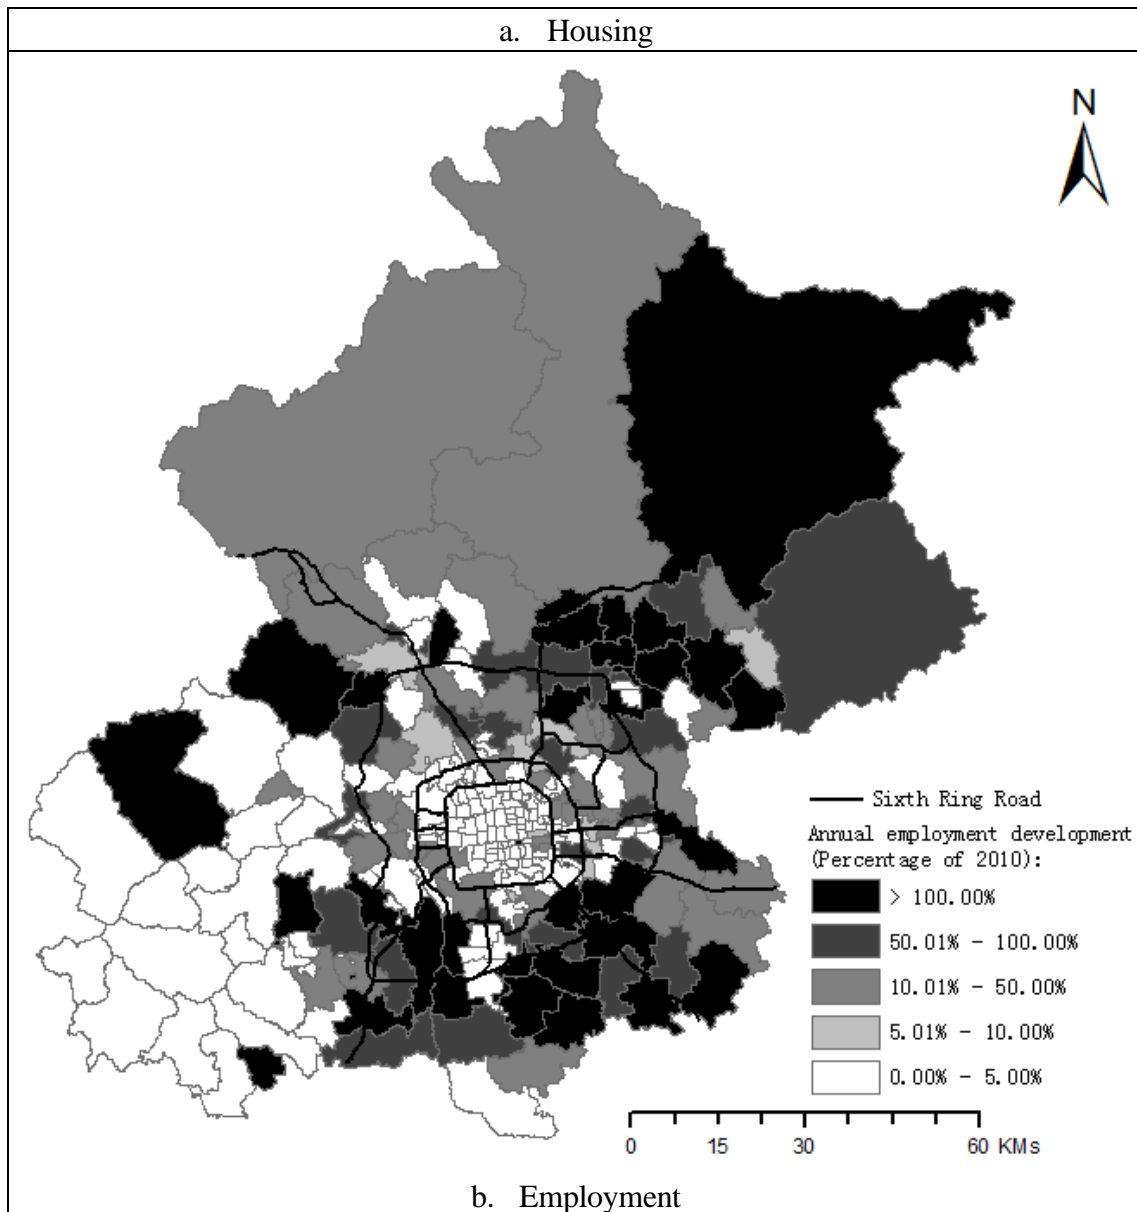 a. Housing
N
Sixth Ring Road
Annual employment development
(Percentage of 2010):
> 100.00%
50.01% - 100.00%
10.01% - 50.00%
5.01% - 10.00%
0.00% - 5.00%
0 15 30 60 KMs
b. Employment